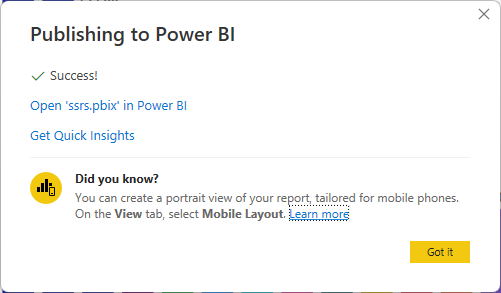 Publishing to Power BI
Success!
Open 'ssrs.pbix' in Power BI
Get Quick Insights
Did you know?
You can create a portrait view of your report, tailored for mobile phones.
On the View tab, select Mobile Layout. Learn more
Got it